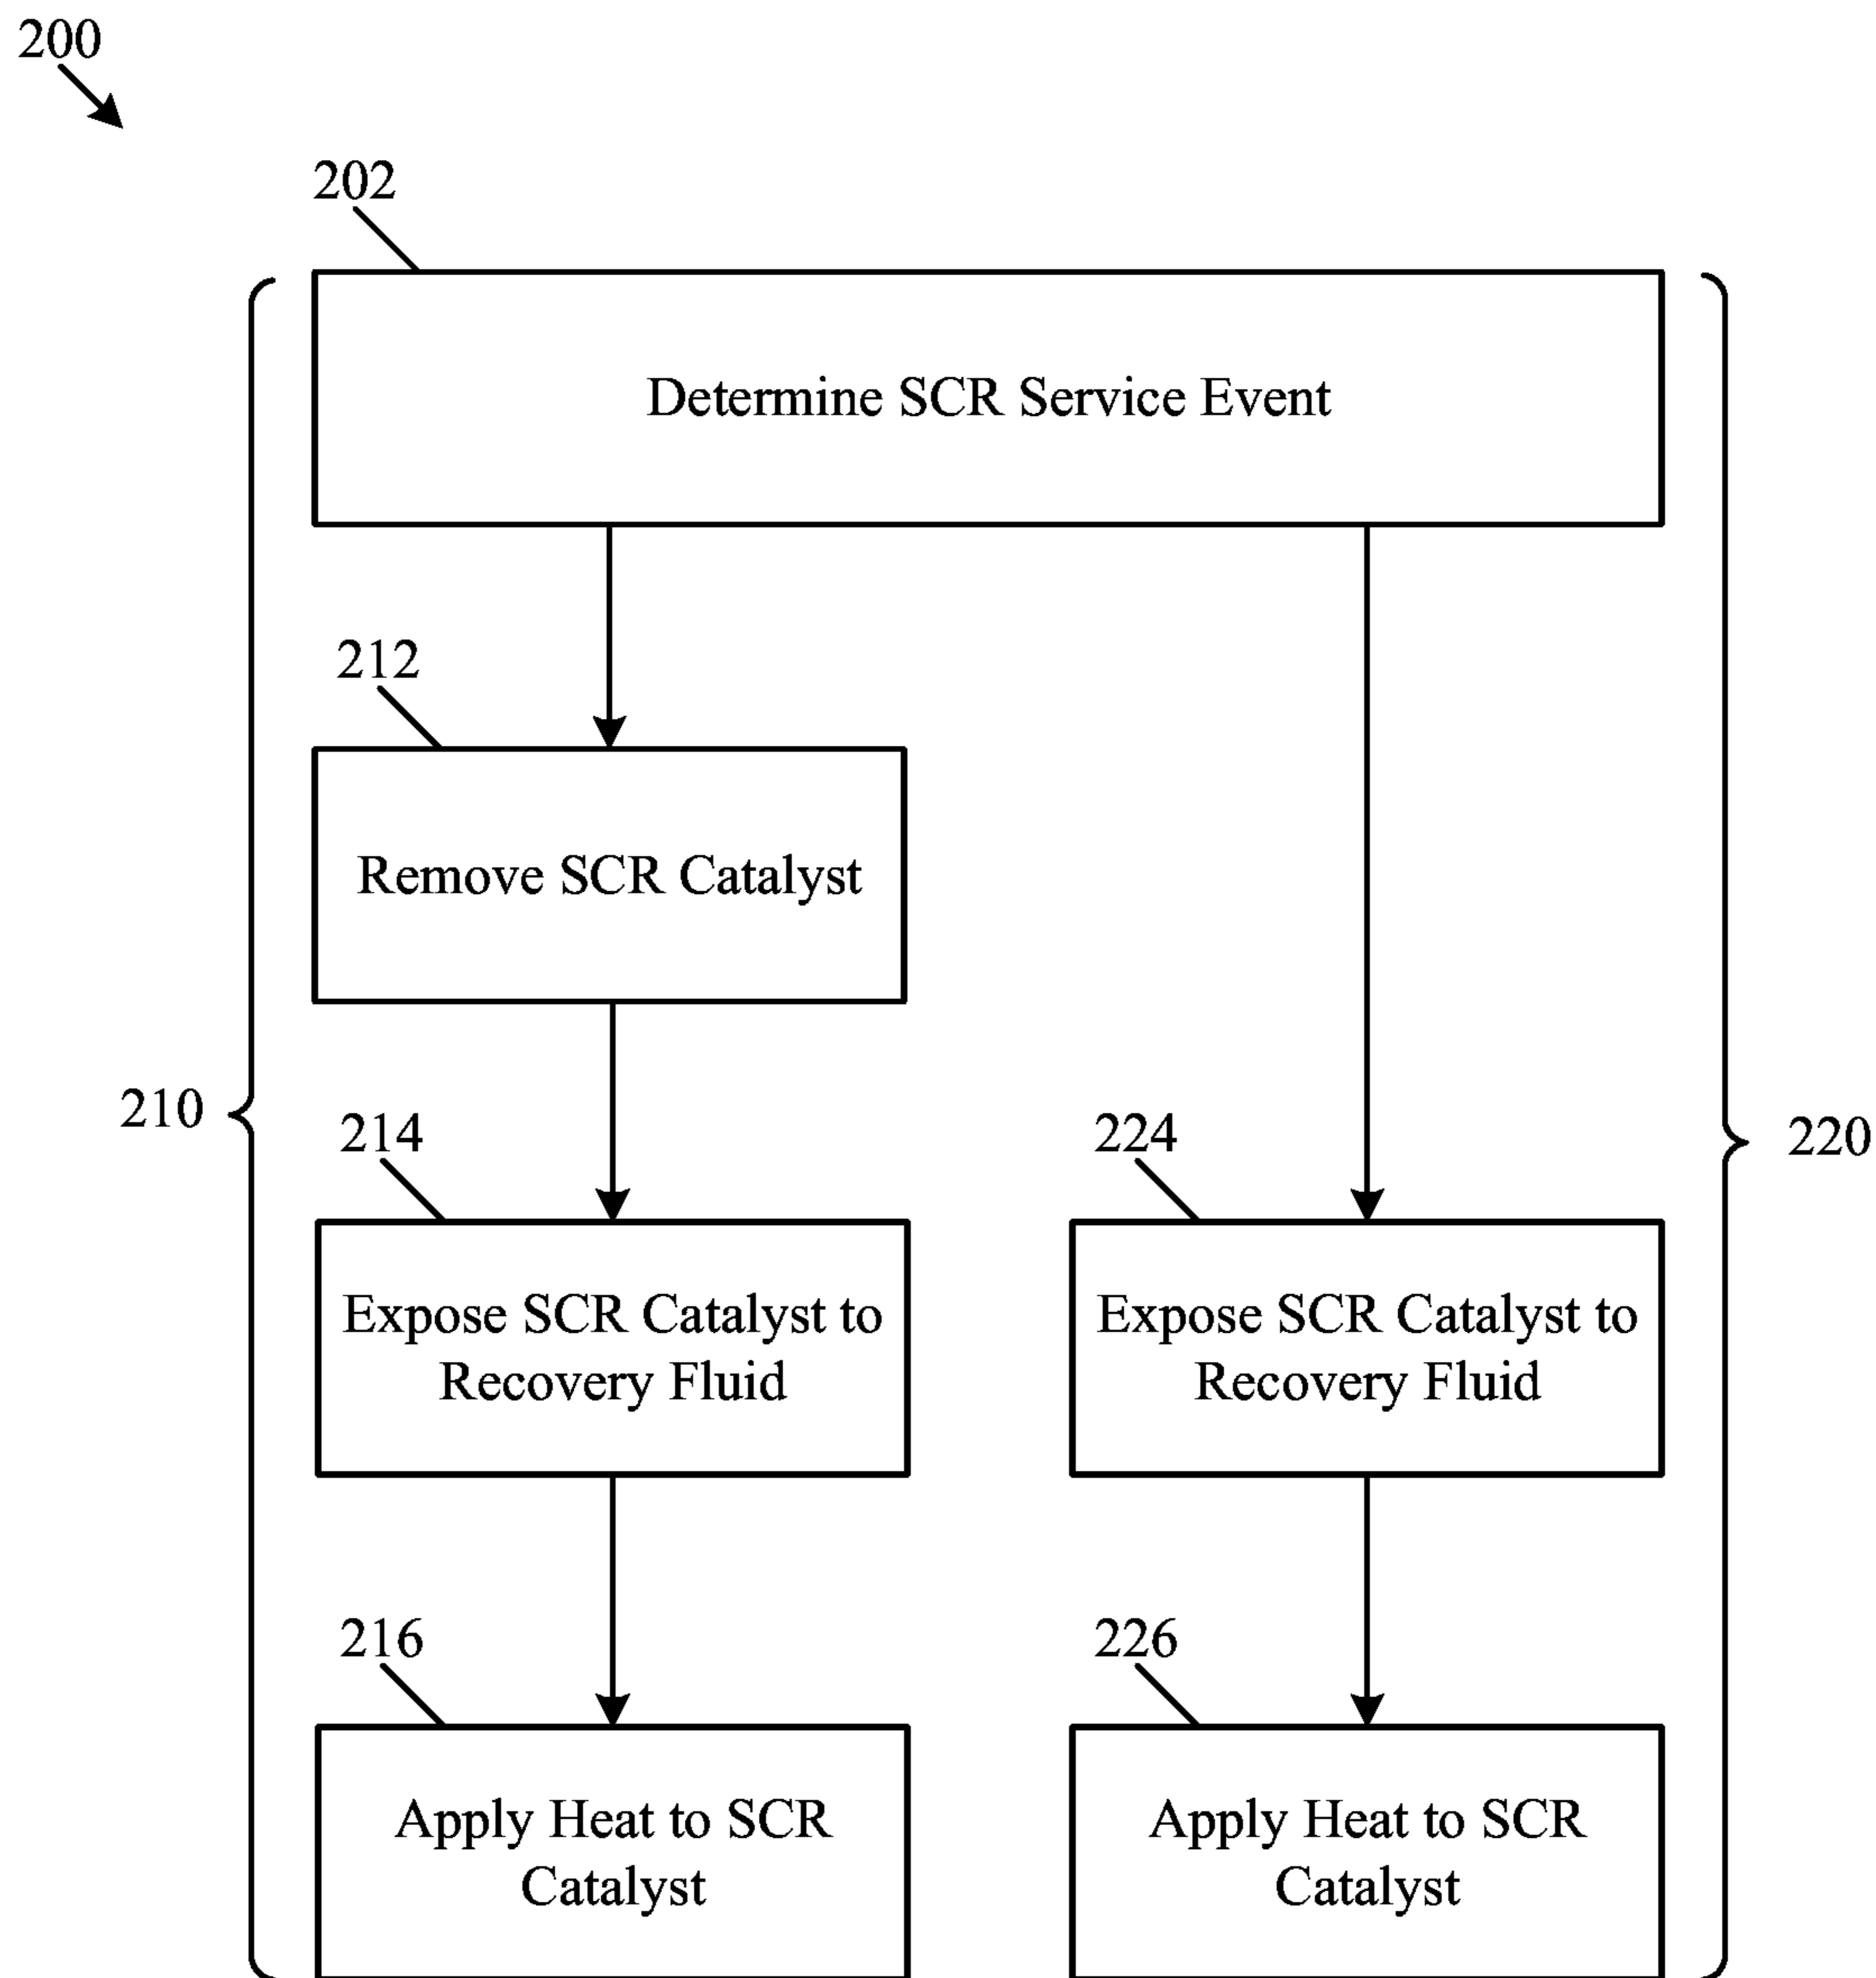 200
202
Determine SCR Service Event
212
Remove SCR Catalyst
210
220
214
224
Expose SCR Catalyst to
Recovery Fluid
Expose SCR Catalyst to
Recovery Fluid
216
226
Apply Heat to SCR
Catalyst
Apply Heat to SCR
Catalyst